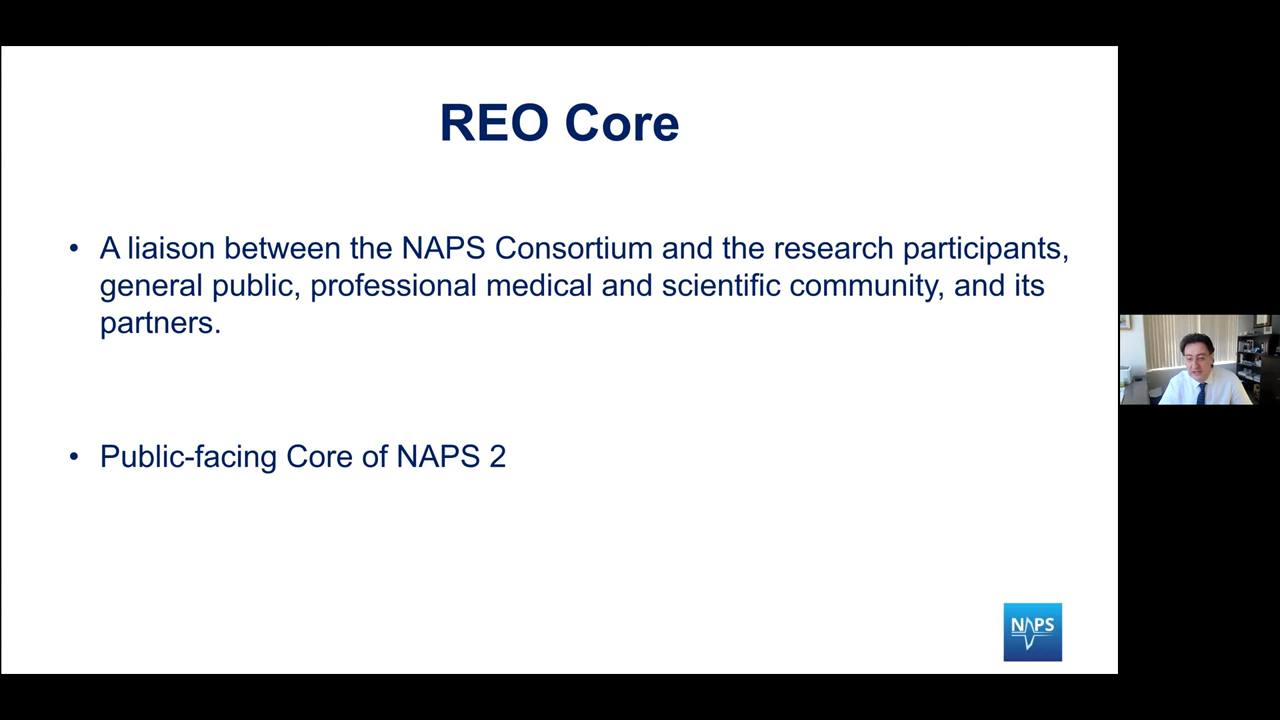 REO Core
• A liaison between the NAPS Consortium and the research participants,
general public, professional medical and scientific community, and its
partners.
• Public-facing Core of NAPS 2
NAPS